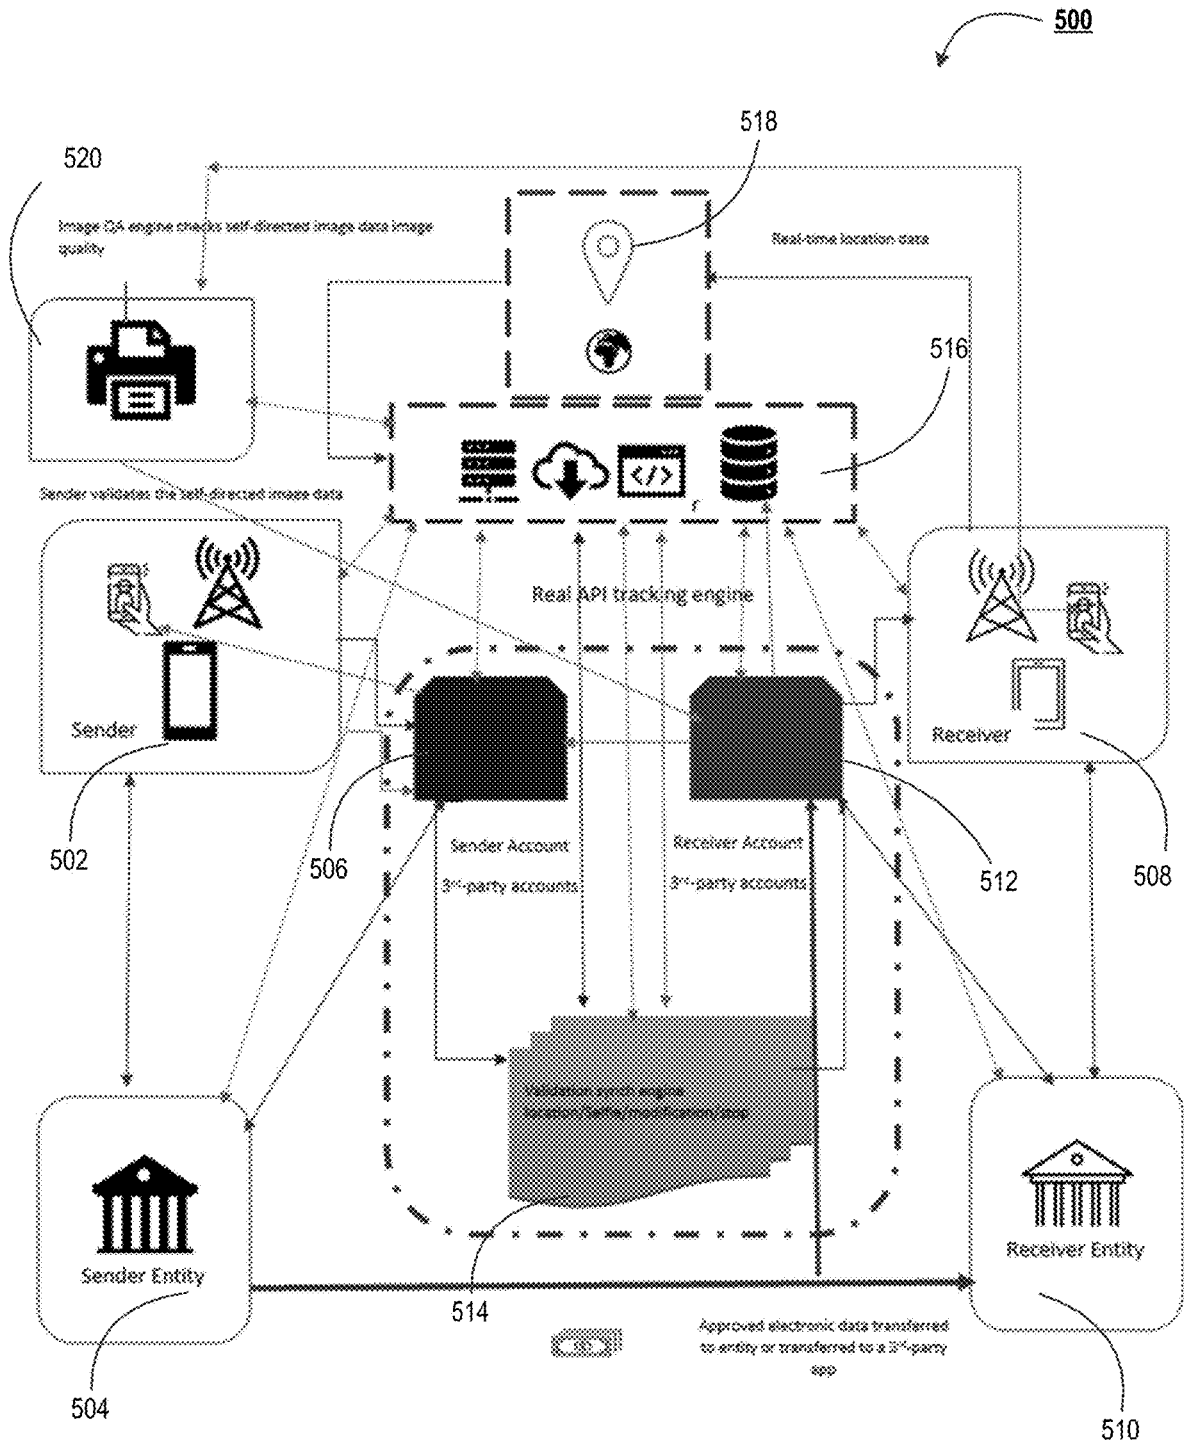 500
518
520
Image QA engine checks self-directed image data image
quality
Real-time location data
516
</>
r
Sender validates the self-directed image data
Real API tracking engine
Sender
Receiver
502
506
Sender Account
3rd-party accounts
Receiver Account
3rd-party accounts
512
508
Validation synch engine
514
Sender Entity
Receiver Entity
Approved electronic data transferred
to entity or transferred to a 3rd-party
app
504
510